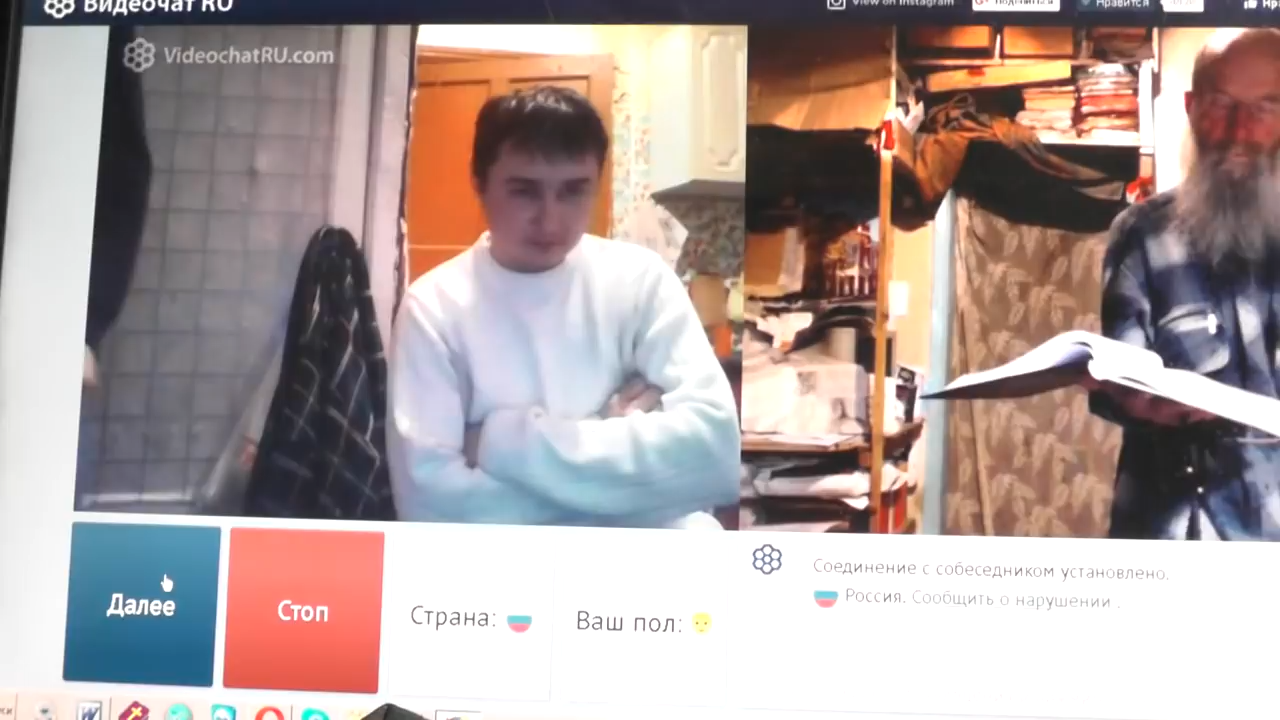 Видеочат RU
View on Instagram
Нравится
VideochatRU.com
Далее
Стоп
Страна:
Ваш пол:
Соединение с собеседником установлено.
Россия. Сообщить о нарушении.
W